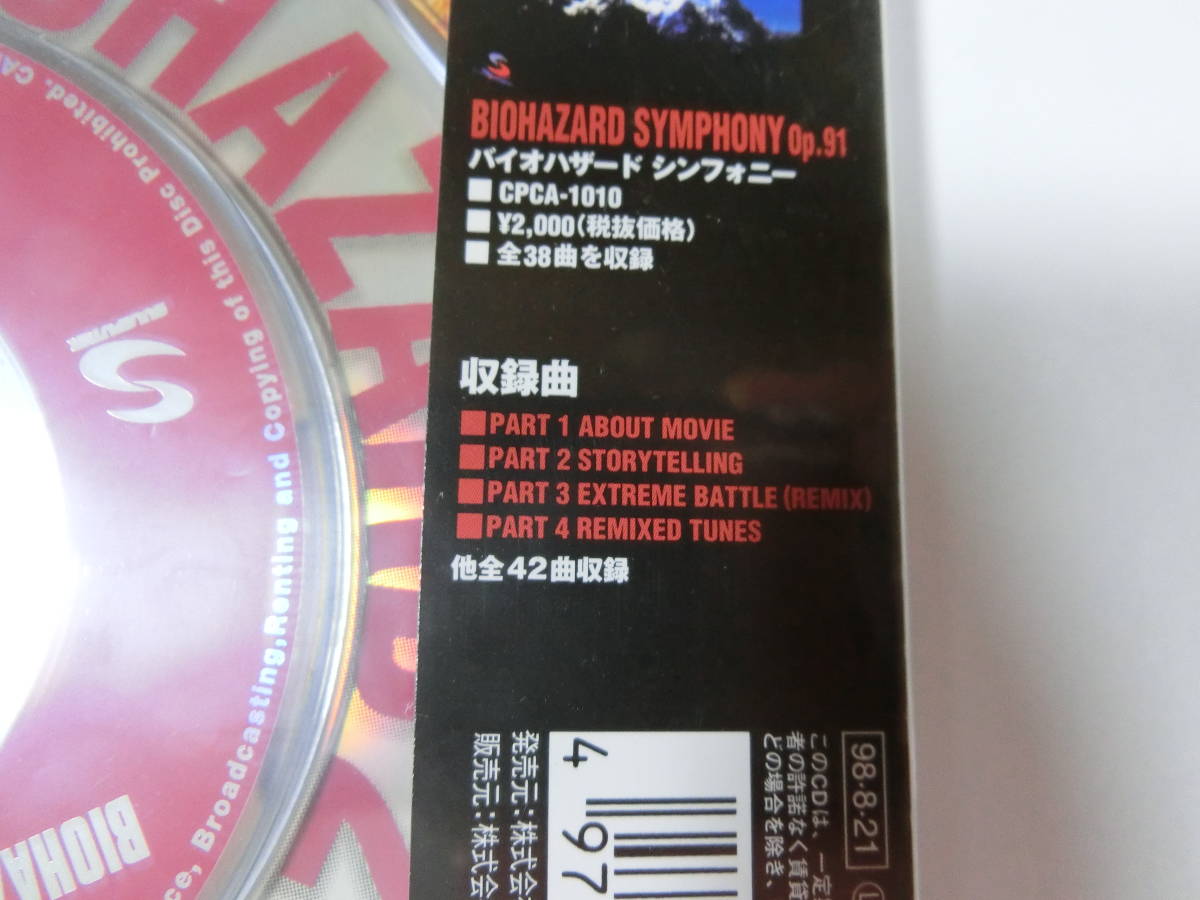 BIOHAZARD SYMPHONY Op.91
バイオハザード シンフォニー
■ CPCA-1010
■ ¥2,000(税抜価格)
■ 全38曲を収録
収録曲
■PART 1 ABOUT MOVIE
■PART 2 STORYTELLING
■PART 3 EXTREME BATTLE (REMIX)
■PART 4 REMIXED TUNES
他全42曲収録
98・8・21
このCDは、一定
者の許諾なく賃貸
どの場合を除き、
発売元:株式会
販売元:株式会
4 97
Broadcasting,Renting and Copying of this Disc Prohibited.
SULEPUTER
BIOHA
HAZARD